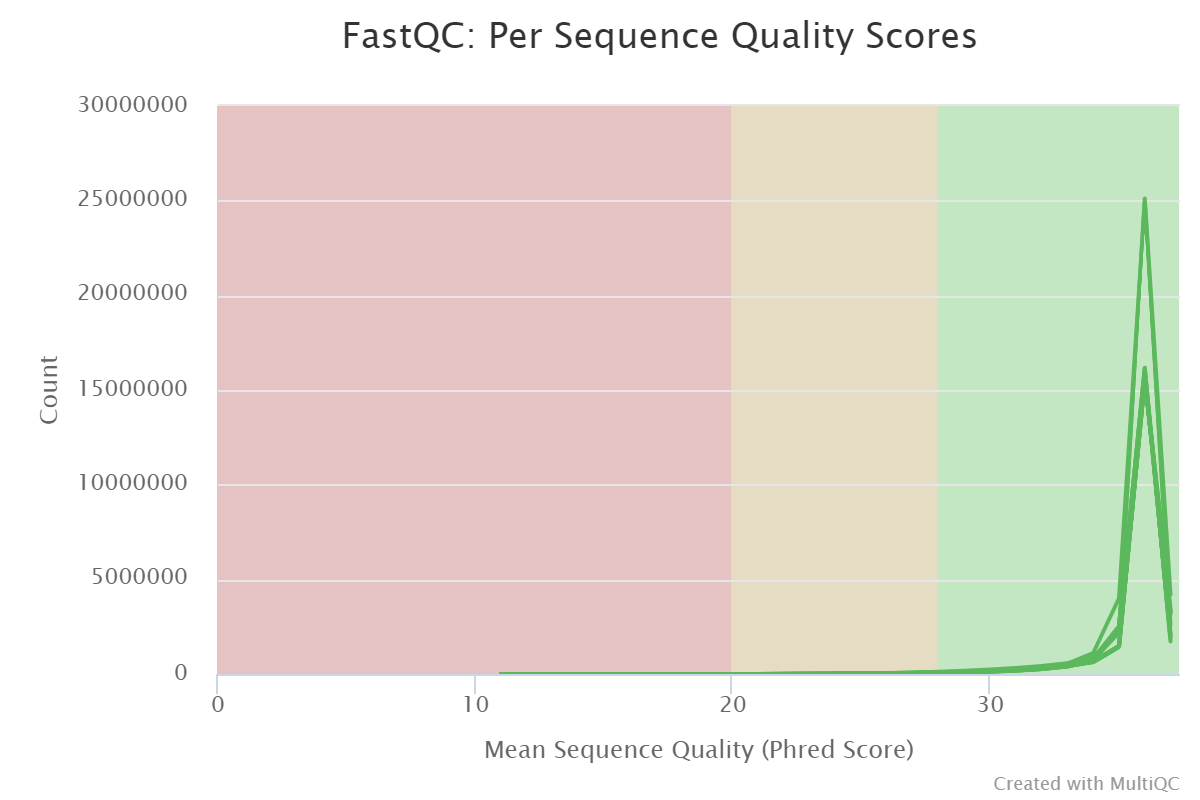 FastQC: Per Sequence Quality Scores
30000000
25000000
20000000
15000000
10000000
5000000
0
Count
0 10 20 30
Mean Sequence Quality (Phred Score)
Created with MultiQC